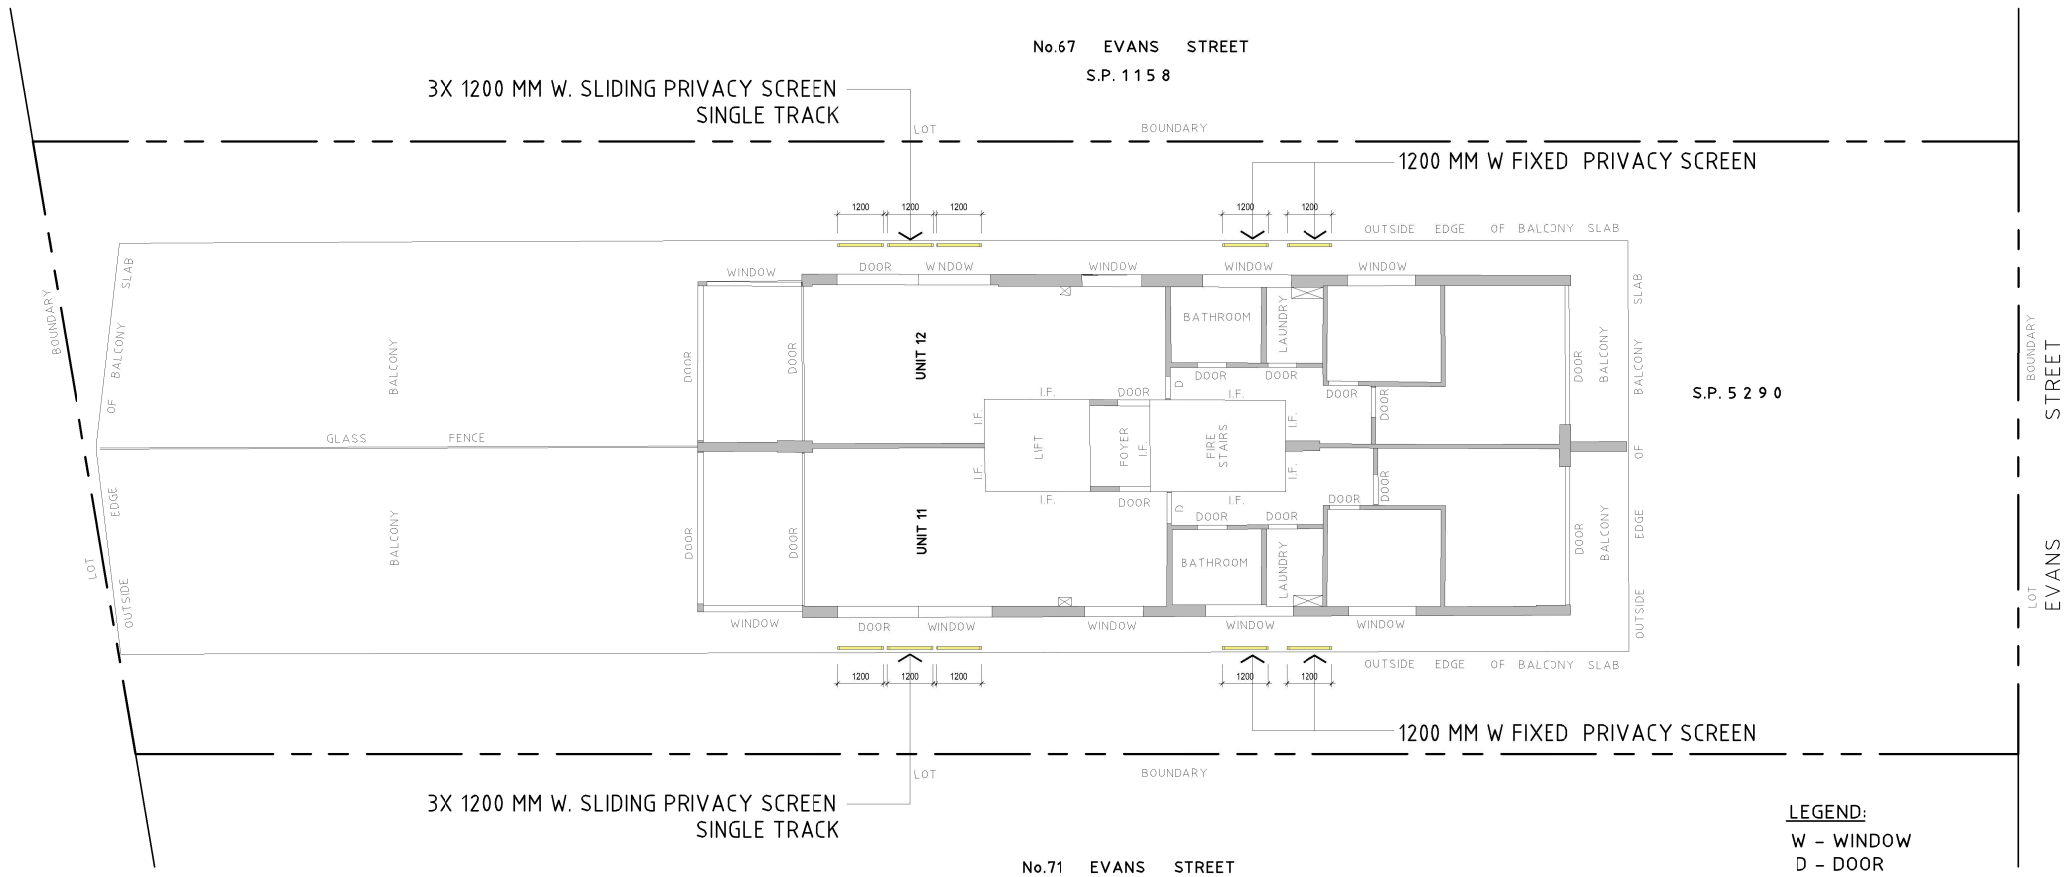 No.67 EVANS STREET
S.P. 1158
3X 1200 MM W. SLIDING PRIVACY SCREEN
SINGLE TRACK
LOT BOUNDARY
1200 MM W FIXED PRIVACY SCREEN
1200 1200 1200 1200 1200
OUTSIDE EDGE OF BALCONY SLAB
WINDOW DOOR WINDOW WINDOW WINDOW WINDOW
BOUNDARY
LOT
OUTSIDE EDGE OF BALCONY SLAB
BALCONY
DOOR
DOOR
UNIT 12
BATHROOM
LAUNDRY
DOOR
BALCONY
OUTSIDE EDGE OF BALCONY SLAB
BOUNDARY
LOT
EVANS STREET
S.P. 5290
D
DOOR DOOR
DOOR
DOOR
I.F. DOOR I.F.
I.F.
I.F.
GLASS FENCE
LIFT
FOYER
I.F.
FIRE
STAIRS
I.F.
I.F.
I.F. DOOR I.F.
DOOR
DOOR
D
DOOR DOOR
BALCONY
DOOR
DOOR
UNIT 11
BATHROOM
LAUNDRY
DOOR
BALCONY
WINDOW DOOR WINDOW WINDOW WINDOW WINDOW
OUTSIDE EDGE OF BALCONY SLAB
1200 1200 1200 1200 1200
1200 MM W FIXED PRIVACY SCREEN
LOT BOUNDARY
3X 1200 MM W. SLIDING PRIVACY SCREEN
SINGLE TRACK
No.71 EVANS STREET
LEGEND:
W - WINDOW
D - DOOR